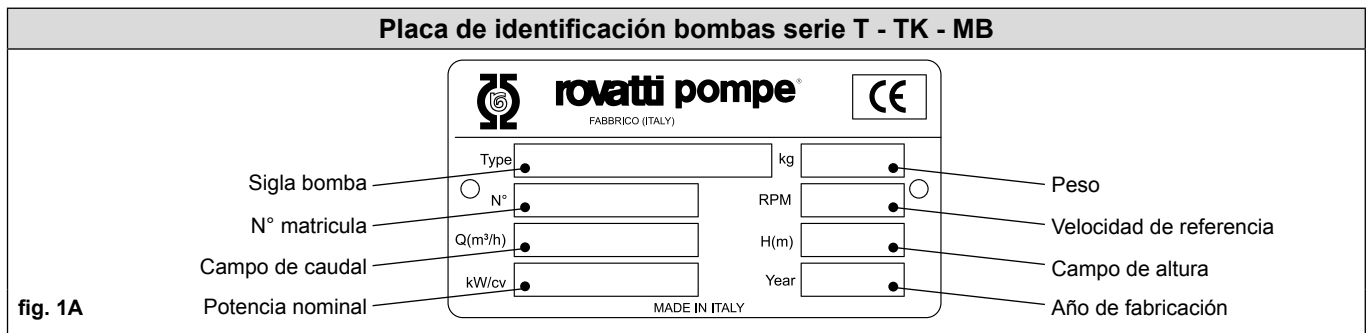 Placa de identificación bombas serie T - TK - MB
rovatti pompe®
CE
FABBRICO (ITALY)
Type
kg
Sigla bomba
Peso
N°
RPM
N° matricula
Velocidad de referencia
Q(m³/h)
H(m)
Campo de caudal
Campo de altura
kW/cv
Year
Potencia nominal
Año de fabricación
MADE IN ITALY
fig. 1A